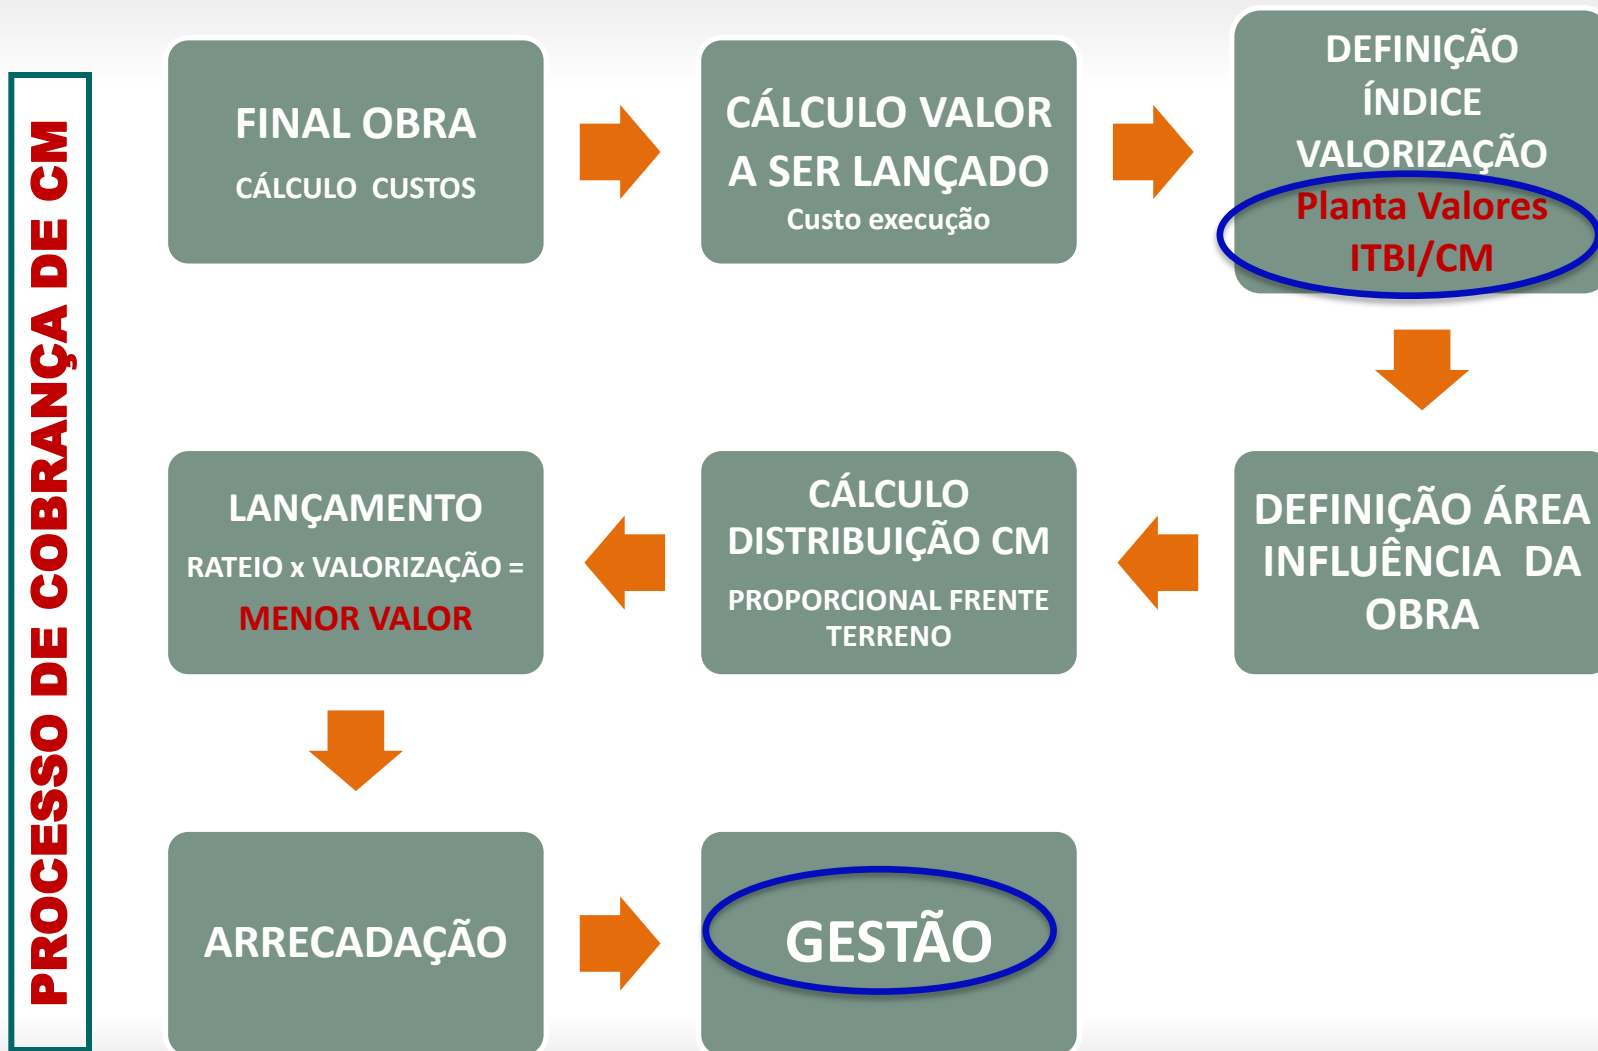 PROCESSO DE COBRANÇA DE CM
FINAL OBRA
CÁLCULO CUSTOS
CÁLCULO VALOR
A SER LANÇADO
Custo execução
DEFINIÇÃO
ÍNDICE
VALORIZAÇÃO
Planta Valores
ITBI/CM
DEFINIÇÃO ÁREA
INFLUÊNCIA DA
OBRA
CÁLCULO
DISTRIBUIÇÃO CM
PROPORCIONAL FRENTE
TERRENO
LANÇAMENTO
RATEIO x VALORIZAÇÃO =
MENOR VALOR
ARRECADAÇÃO
GESTÃO